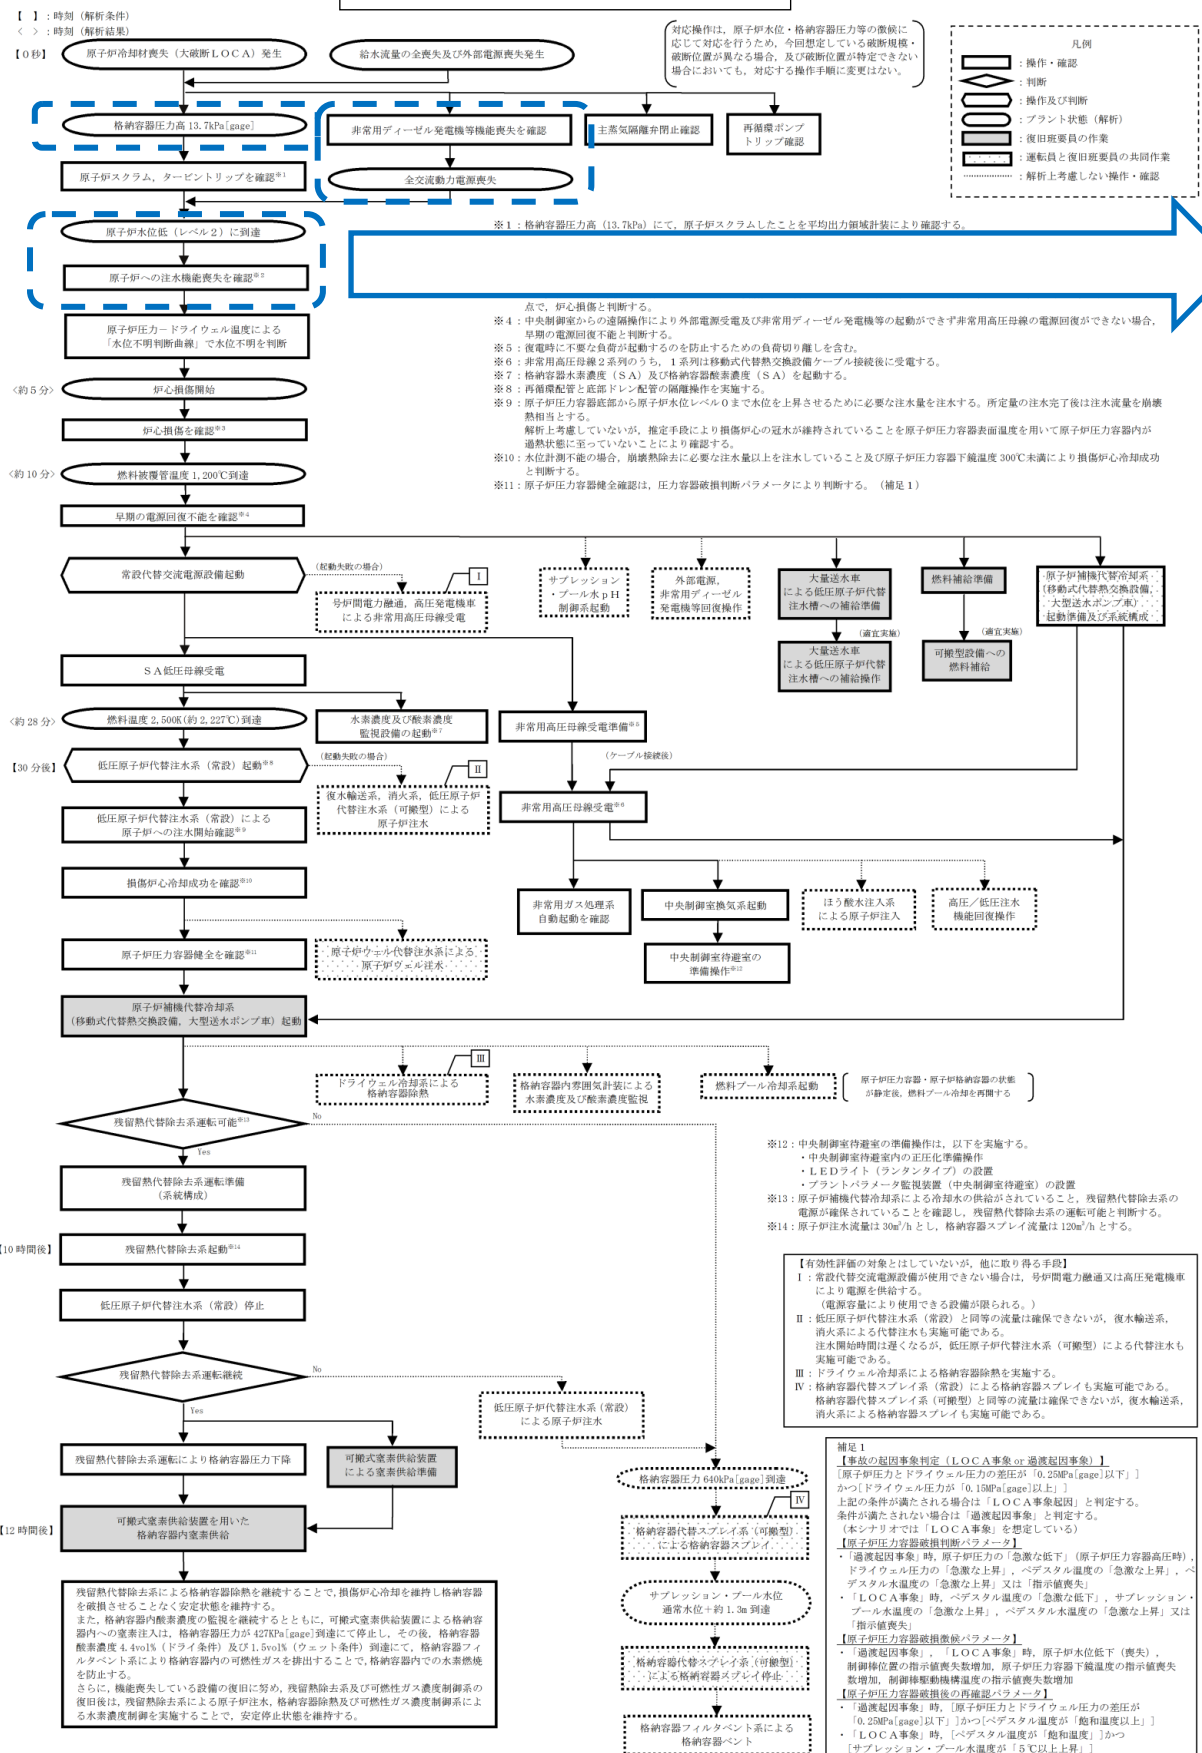 【 】：時刻（解析条件）
〈 〉：時刻（解析結果）
【0秒】
原子炉冷却材喪失（大破断ＬＯＣＡ）発生
給水流量の全喪失及び外部電源喪失発生
対応操作は，原子炉水位・格納容器圧力等の徴候に
応じて対応を行うため，今回想定している破断規模・
破断位置が異なる場合，及び破断位置が特定できない
場合においても，対応する操作手順に変更はない。
凡例
：操作・確認
：判断
：操作及び判断
：プラント状態（解析）
：復旧班要員の作業
：運転員と復旧班要員の共同作業
：解析上考慮しない操作・確認
格納容器圧力高 13.7kPa[gage]
非常用ディーゼル発電機等機能喪失を確認
主蒸気隔離弁閉止確認
再循環ポンプ
トリップ確認
原子炉スクラム，タービントリップを確認※1
全交流動力電源喪失
原子炉水位低（レベル２）に到達
※１：格納容器圧力高（13.7kPa）にて，原子炉スクラムしたことを平均出力領域計装により確認する。
原子炉への注水機能喪失を確認※2
点で，炉心損傷と判断する。
※４：中央制御室からの遠隔操作により外部電源受電及び非常用ディーゼル発電機等の起動ができず非常用高圧母線の電源回復ができない場合，
早期の電源回復不能と判断する。
※５：復電時に不要な負荷が起動するのを防止するための負荷切り離しを含む。
※６：非常用高圧母線２系列のうち，１系列は移動式代替熱交換設備ケーブル接続後に受電する。
※７：格納容器水素濃度（ＳＡ）及び格納容器酸素濃度（ＳＡ）を起動する。
※８：再循環配管と底部ドレン配管の隔離操作を実施する。
※９：原子炉圧力容器底部から原子炉水位レベル０まで水位を上昇させるために必要な注水量を注水する。所定量の注水完了後は注水流量を崩壊
熱相当とする。
解析上考慮していないが，推定手段により損傷炉心の冠水が維持されていることを原子炉圧力容器表面温度を用いて原子炉圧力容器内が
過熱状態に至っていないことにより確認する。
※10：水位計測不能の場合，崩壊熱除去に必要な注水量以上を注水していること及び原子炉圧力容器下鏡温度 300℃未満により損傷炉心冷却成功
と判断する。
※11：原子炉圧力容器健全確認は，圧力容器破損判断パラメータにより判断する。（補足１）
原子炉圧力－ドライウェル温度による
「水位不明判断曲線」で水位不明を判断
〈約５分〉
炉心損傷開始
炉心損傷を確認※3
〈約 10 分〉
燃料被覆管温度 1,200℃到達
早期の電源回復不能を確認※4
常設代替交流電源設備起動
（起動失敗の場合）
Ⅰ
号炉間電力融通，高圧発電機車
による非常用高圧母線受電
サプレッション
・プール水ｐＨ
制御系起動
外部電源，
非常用ディーゼル
発電機等回復操作
大量送水車
による低圧原子炉代替
注水槽への補給準備
燃料補給準備
原子炉補機代替冷却系
（移動式代替熱交換設備，
大型送水ポンプ車）
起動準備及び系統構成
（適宜実施）
（適宜実施）
大量送水車
による低圧原子炉代替
注水槽への補給操作
可搬型設備への
燃料補給
ＳＡ低圧母線受電
〈約 28 分〉
燃料温度 2,500K(約 2,227℃)到達
水素濃度及び酸素濃度
監視設備の起動※7
非常用高圧母線受電準備※5
【30 分後】
低圧原子炉代替注水系（常設）起動※8
（起動失敗の場合）
Ⅱ
（ケーブル接続後）
復水輸送系，消火系，低圧原子炉
代替注水系（可搬型）による
原子炉注水
非常用高圧母線受電※6
低圧原子炉代替注水系（常設）による
原子炉への注水開始確認※9
損傷炉心冷却成功を確認※10
非常用ガス処理系
自動起動を確認
中央制御室換気系起動
ほう酸水注入系
による原子炉注入
高圧／低圧注水
機能回復操作
原子炉圧力容器健全を確認※11
原子炉ウェル代替注水系による
原子炉ウェル注水
中央制御室待避室の
準備操作※12
原子炉補機代替冷却系
（移動式代替熱交換設備，大型送水ポンプ車）起動
Ⅲ
ドライウェル冷却系による
格納容器除熱
格納容器内雰囲気計装による
水素濃度及び酸素濃度監視
燃料プール冷却系起動
原子炉圧力容器・原子炉格納容器の状態
が静定後，燃料プール冷却を再開する
残留熱代替除去系運転可能※13
No
Yes
※12：中央制御室待避室の準備操作は，以下を実施する。
・中央制御室待避室内の正圧化準備操作
・ＬＥＤライト（ランタンタイプ）の設置
・プラントパラメータ監視装置（中央制御室待避室）の設置
※13：原子炉補機代替冷却系による冷却水の供給がされていること，残留熱代替除去系の
電源が確保されていることを確認し，残留熱代替除去系の運転可能と判断する。
※14：原子炉注水流量は 30m³/h とし，格納容器スプレイ流量は 120m³/h とする。
残留熱代替除去系運転準備
（系統構成）
【10 時間後】
残留熱代替除去系起動※14
低圧原子炉代替注水系（常設）停止
【有効性評価の対象とはしていないが，他に取り得る手段】
Ⅰ：常設代替交流電源設備が使用できない場合は，号炉間電力融通又は高圧発電機車
により電源を供給する。
（電源容量により使用できる設備が限られる。）
Ⅱ：低圧原子炉代替注水系（常設）と同等の流量は確保できないが，復水輸送系，
消火系による代替注水も実施可能である。
注水開始時間は遅くなるが，低圧原子炉代替注水系（可搬型）による代替注水も
実施可能である。
Ⅲ：ドライウェル冷却系による格納容器除熱を実施する。
Ⅳ：格納容器代替スプレイ系（常設）による格納容器スプレイも実施可能である。
格納容器代替スプレイ系（可搬型）と同等の流量は確保できないが，復水輸送系，
消火系による格納容器スプレイも実施可能である。
残留熱代替除去系運転継続
No
Yes
低圧原子炉代替注水系（常設）
による原子炉注水
残留熱代替除去系運転により格納容器圧力下降
可搬式窒素供給装置
による窒素供給準備
格納容器圧力 640kPa[gage]到達
Ⅳ
【12 時間後】
可搬式窒素供給装置を用いた
格納容器内窒素供給
格納容器代替スプレイ系（可搬型）
による格納容器スプレイ
サプレッション・プール水位
通常水位＋約 1.3m 到達
格納容器代替スプレイ系（可搬型）
による格納容器スプレイ停止
格納容器フィルタベント系による
格納容器ベント
残留熱代替除去系による格納容器除熱を継続することで，損傷炉心冷却を維持し格納容器
を破損させることなく安定状態を維持する。
また，格納容器内酸素濃度の監視を継続するとともに，可搬式窒素供給装置による格納容
器内への窒素注入は，格納容器圧力が 427KPa[gage]到達にて停止し，その後，格納容器
酸素濃度 4.4vol%（ドライ条件）及び 1.5vol%（ウェット条件）到達にて，格納容器フィ
ルタベント系により格納容器内の可燃性ガスを排出することで，格納容器内での水素燃焼
を防止する。
さらに，機能喪失している設備の復旧に努め，残留熱除去系及び可燃性ガス濃度制御系の
復旧後は，残留熱除去系による原子炉注水，格納容器除熱及び可燃性ガス濃度制御系によ
る水素濃度制御を実施することで，安定停止状態を維持する。
補足１
【事故の起因事象判定（ＬＯＣＡ事象 or 過渡起因事象）】
[原子炉圧力とドライウェル圧力の差圧が「0.25MPa[gage]以下」]
かつ[ドライウェル圧力が「0.15MPa[gage]以上」]
上記の条件が満たされる場合は「ＬＯＣＡ事象起因」と判定する。
条件が満たされない場合は「過渡起因事象」と判定する。
（本シナリオでは「ＬＯＣＡ事象」を想定している）
【原子炉圧力容器破損判断パラメータ】
・「過渡起因事象」時，原子炉圧力の「急激な低下」（原子炉圧力容器高圧時），
ドライウェル圧力の「急激な上昇」，ペデスタル温度の「急激な上昇」，ペ
デスタル水温度の「急激な上昇」又は「指示値喪失」
・「ＬＯＣＡ事象」時，ペデスタル温度の「急激な低下」，サプレッション・
プール水温度の「急激な上昇」，ペデスタル水温度の「急激な上昇」又は
「指示値喪失」
【原子炉圧力容器破損徴候パラメータ】
・「過渡起因事象」，「ＬＯＣＡ事象」時，原子炉水位低下（喪失），
制御棒位置の指示値喪失数増加，原子炉圧力容器下鏡温度の指示値喪失
数増加，制御棒駆動機構温度の指示値喪失数増加
【原子炉圧力容器破損後の再確認パラメータ】
・「過渡起因事象」時，[原子炉圧力とドライウェル圧力の差圧が
「0.25MPa[gage]以下」]かつ[ペデスタル温度が「飽和温度以上」]
・「ＬＯＣＡ事象」時，[ペデスタル温度が「飽和温度」]かつ
[サプレッション・プール水温度が「５℃以上上昇」]